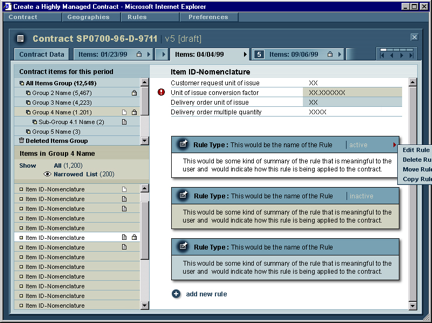 Create a Highly Managed Contract - Microsoft Internet Explorer
Contract Geographies Rules Preferences
Contract SP0700-96-D-9711 v5 [draft]
Contract Data Items: 01/23/99 Items: 04/04/99 5 Items: 09/06/99
Contract items for this period
All Items Group (12,549)
Group 2 Name (5,467)
Group 3 Name (4,223)
Group 4 Name (1,201)
Sub-Group 4.1 Name (2)
Group 5 Name (3)
Deleted Items Group
Items in Group 4 Name
Show All (1,200)
Narrowed List (200)
Item ID-Nomenclature
Item ID-Nomenclature
Item ID-Nomenclature
Item ID-Nomenclature
Item ID-Nomenclature
Item ID-Nomenclature
Item ID-Nomenclature
Item ID-Nomenclature
Item ID-Nomenclature
Item ID-Nomenclature
Item ID-Nomenclature
Item ID-Nomenclature
Item ID-Nomenclature
Item ID-Nomenclature
Customer request unit of issue XX
Unit of issue conversion factor XX.XXXXXX
Delivery order unit of issue XX
Delivery order multiple quantity XXXX
Rule Type: This would be the name of the Rule active
This would be some kind of summary of the rule that is meaningful to the
user and would indicate how this rule is being applied to the contract.
Edit Rule
Delete Ru
Move Rule
Copy Rule
Rule Type: This would be the name of the Rule inactive
This would be some kind of summary of the rule that is meaningful to the
user and would indicate how this rule is being applied to the contract.
Rule Type: This would be the name of the Rule
This would be some kind of summary of the rule that is meaningful to the
user and would indicate how this rule is being applied to the contract.
add new rule